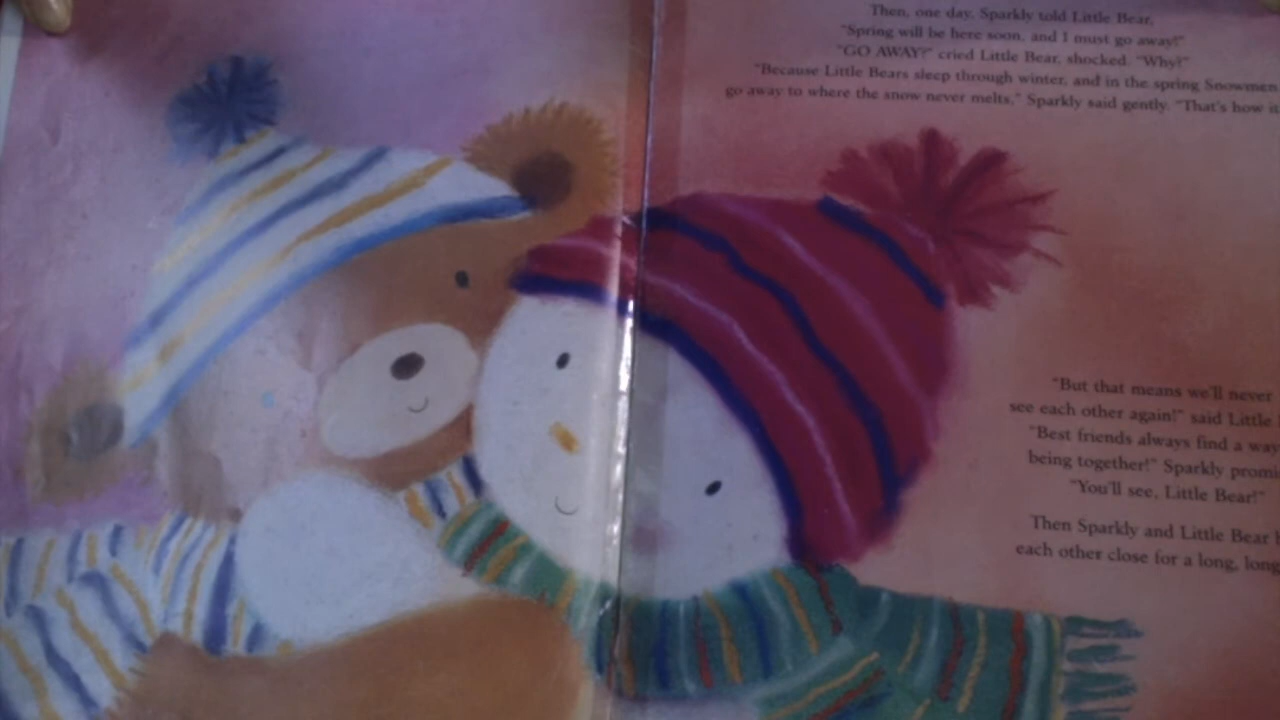 Then, one day, Sparkly told Little Bear,
"Spring will be here soon, and I must go away!"
"GO AWAY?" cried Little Bear, shocked. "Why?"
"Because Little Bears sleep through winter, and in the spring Snowmen
go away to where the snow never melts," Sparkly said gently. "That's how
"But that means we'll never
see each other again!" said Little
"Best friends always find a way
being together!" Sparkly
"You'll see, Little Bear!"
Then Sparkly and Little Bear
each other close for a long, long